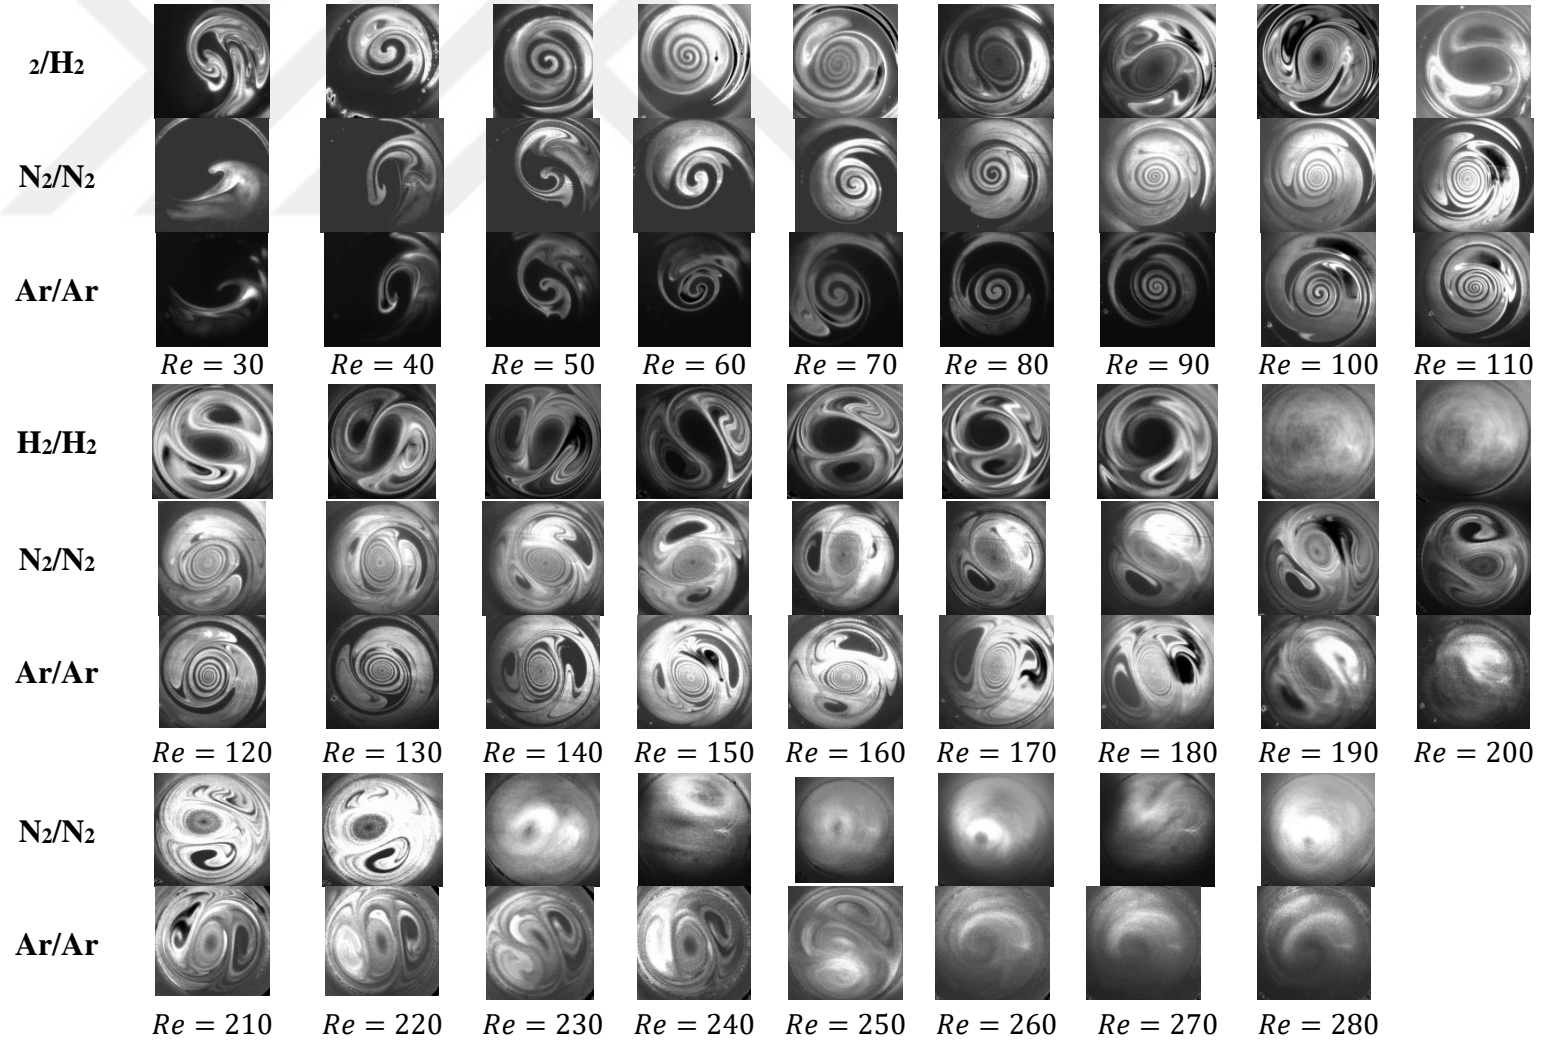 ₂/H₂
N₂/N₂
Ar/Ar
Re = 30 Re = 40 Re = 50 Re = 60 Re = 70 Re = 80 Re = 90 Re = 100 Re = 110
H₂/H₂
N₂/N₂
Ar/Ar
Re = 120 Re = 130 Re = 140 Re = 150 Re = 160 Re = 170 Re = 180 Re = 190 Re = 200
N₂/N₂
Ar/Ar
Re = 210 Re = 220 Re = 230 Re = 240 Re = 250 Re = 260 Re = 270 Re = 280